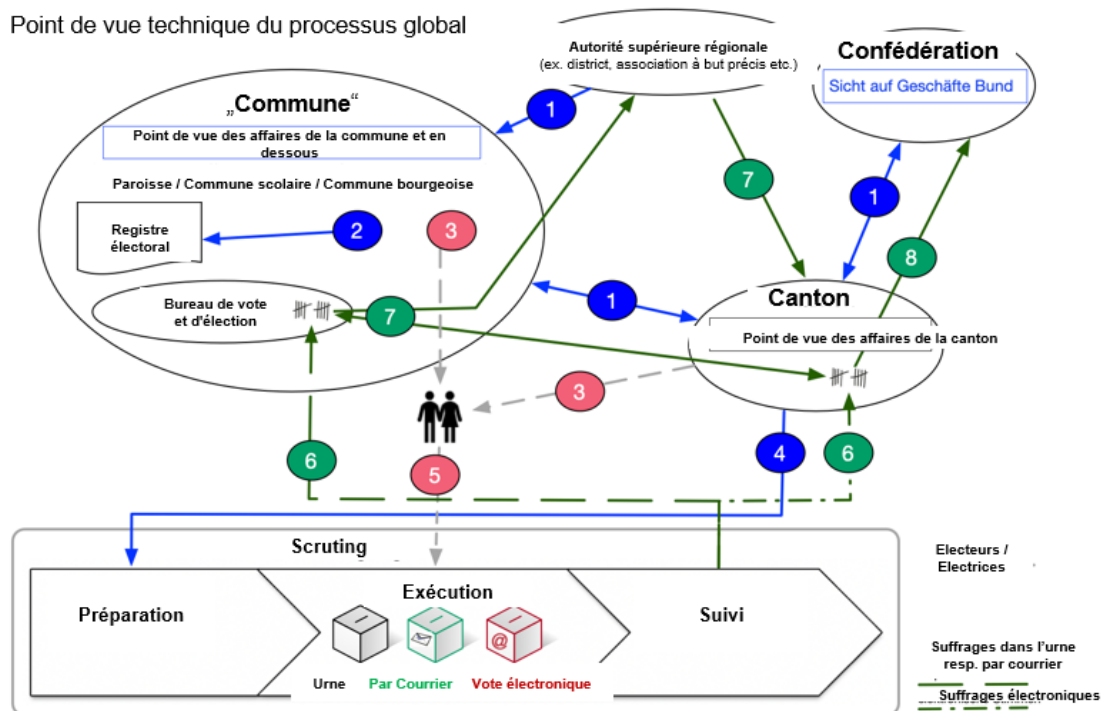 Point de vue technique du processus global
Autorité supérieure régionale
(ex. district, association à but précis etc.)
Confédération
Sicht auf Geschäfte Bund
„Commune“
Point de vue des affaires de la commune et en
dessous
1
Paroisse / Commune scolaire / Commune bourgeoise
7
1
Registre
électoral
2
3
8
Bureau de vote
et d'élection
7
1
Canton
Point de vue des affaires de la canton
3
6
5
4
6
Scruting
Electeurs /
Electrices
Préparation
Exécution
Suivi
@
Urne
Par Courrier
Vote électronique
Suffrages dans l'urne
resp. par courrier
Suffrages électroniques